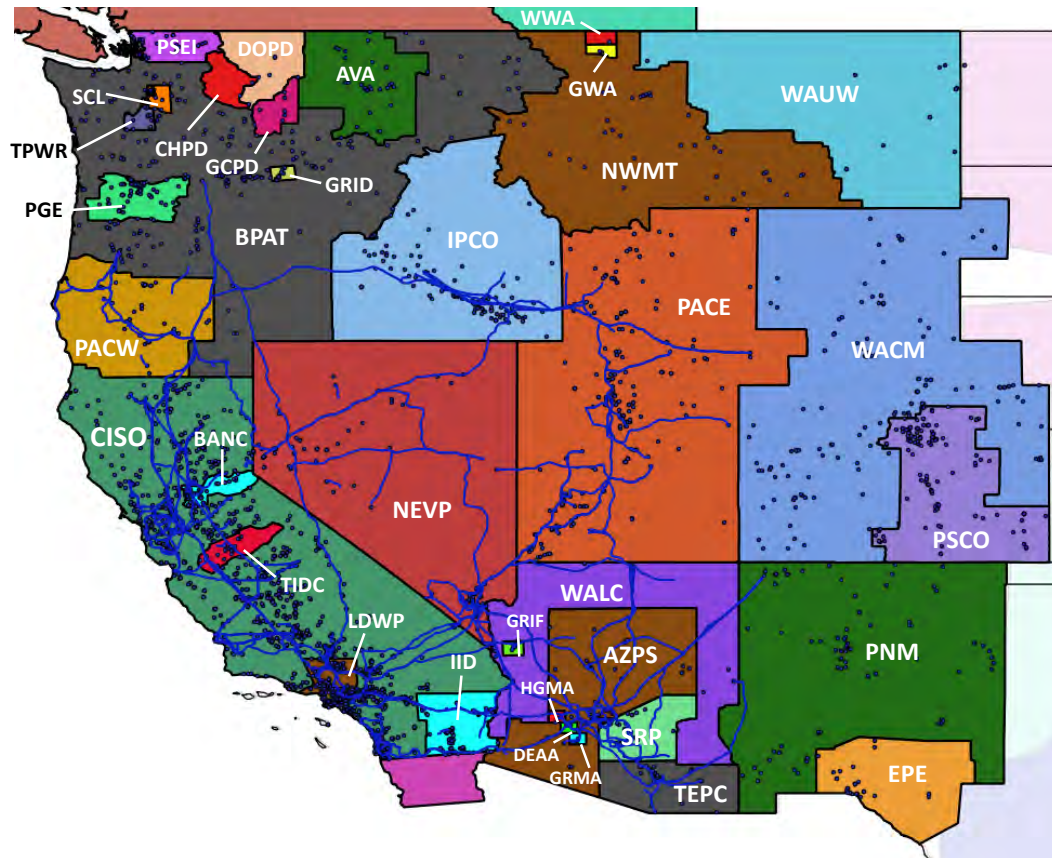 WWA
PSEI
DOPD
AVA
GWA
WAUW
SCL
TPWR
CHPD
GCPD
GRID
NWMT
PGE
BPAT
IPCO
PACE
PACW
WACM
CISO
BANC
NEVP
PSCO
TIDC
WALC
LDWP
GRIF
AZPS
PNM
IID
HGMA
SRP
DEAA
GRMA
TEPC
EPE